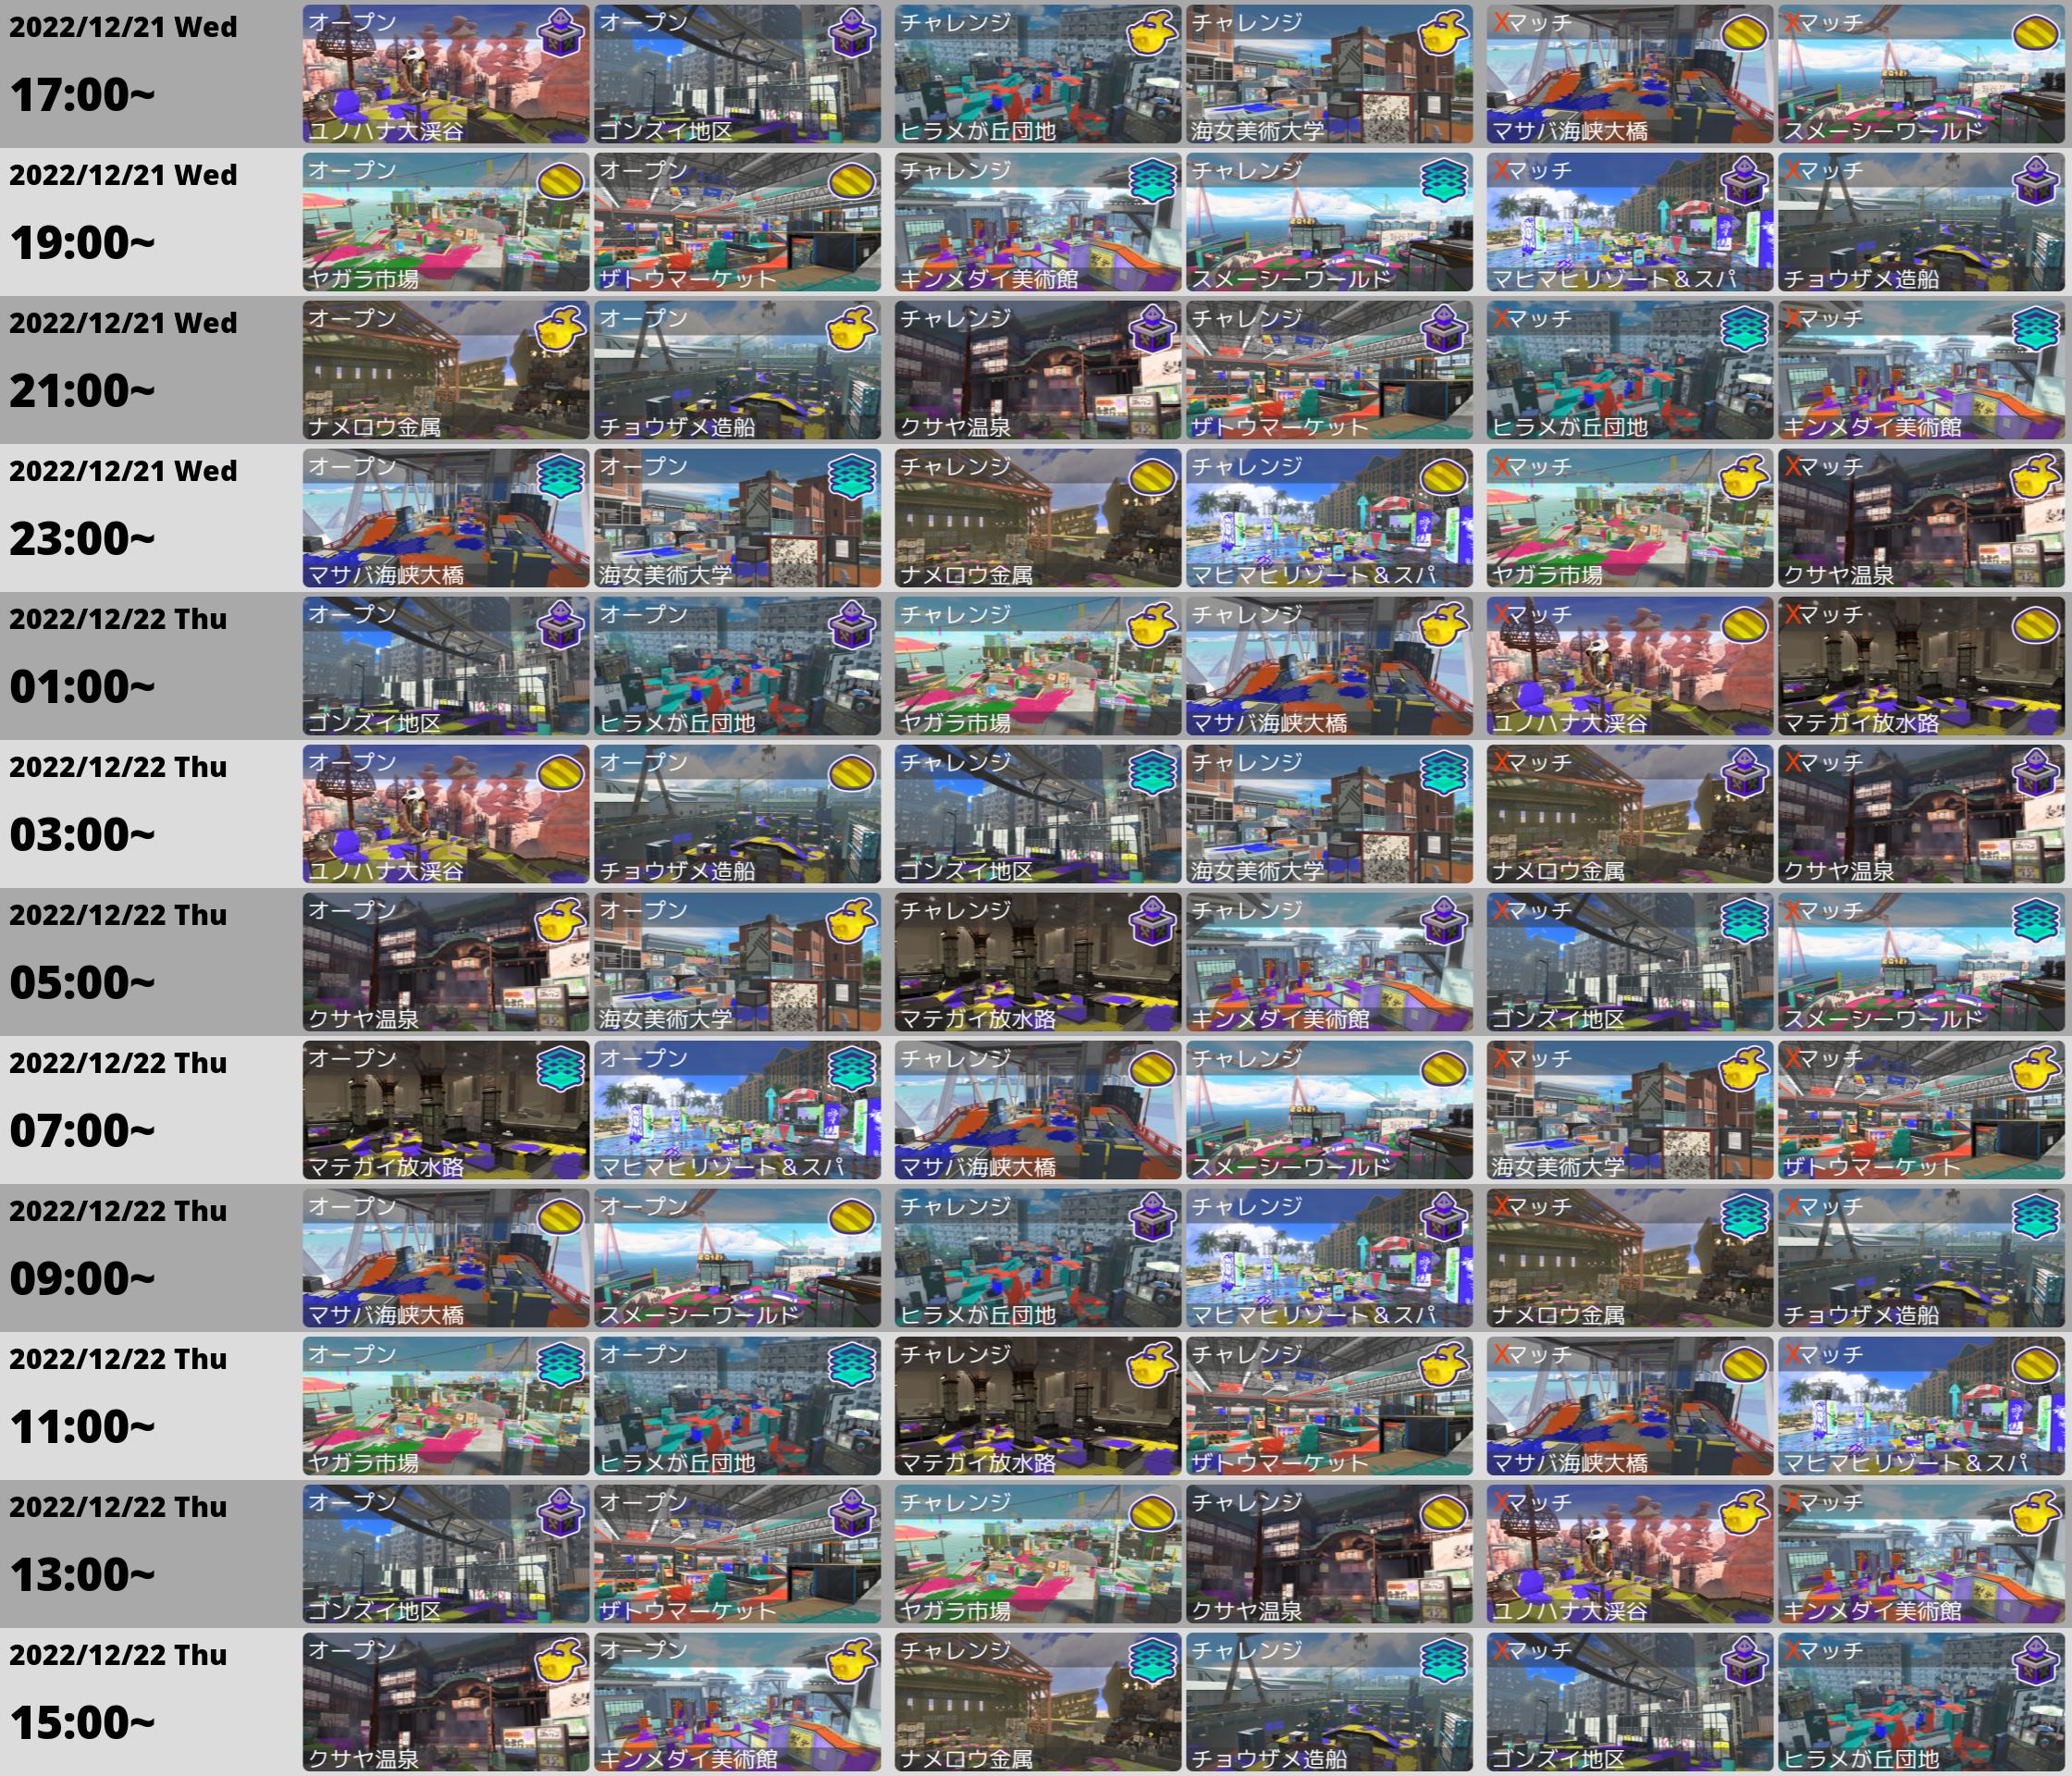 2022/12/21 Wed
17:00~
オープン オープン チャレンジ チャレンジ Xマッチ Xマッチ
ユノハナ大渓谷 ゴンズイ地区 ヒラメが丘団地 海女美術大学 マサバ海峡大橋 スメーシーワールド
2022/12/21 Wed
19:00~
オープン オープン チャレンジ チャレンジ Xマッチ Xマッチ
ヤガラ市場 ザトウマーケット キンメダイ美術館 スメーシーワールド マヒマヒリゾート＆スパ チョウザメ造船
2022/12/21 Wed
21:00~
オープン オープン チャレンジ チャレンジ Xマッチ Xマッチ
ナメロウ金属 チョウザメ造船 クサヤ温泉 ザトウマーケット ヒラメが丘団地 キンメダイ美術館
2022/12/21 Wed
23:00~
オープン オープン チャレンジ チャレンジ Xマッチ Xマッチ
マサバ海峡大橋 海女美術大学 ナメロウ金属 マヒマヒリゾート＆スパ ヤガラ市場 クサヤ温泉
2022/12/22 Thu
01:00~
オープン オープン チャレンジ チャレンジ Xマッチ Xマッチ
ゴンズイ地区 ヒラメが丘団地 ヤガラ市場 マサバ海峡大橋 ユノハナ大渓谷 マテガイ放水路
2022/12/22 Thu
03:00~
オープン オープン チャレンジ チャレンジ Xマッチ Xマッチ
ユノハナ大渓谷 チョウザメ造船 ゴンズイ地区 海女美術大学 ナメロウ金属 クサヤ温泉
2022/12/22 Thu
05:00~
オープン オープン チャレンジ チャレンジ Xマッチ Xマッチ
クサヤ温泉 海女美術大学 マテガイ放水路 キンメダイ美術館 ゴンズイ地区 スメーシーワールド
2022/12/22 Thu
07:00~
オープン オープン チャレンジ チャレンジ Xマッチ Xマッチ
マテガイ放水路 マヒマヒリゾート＆スパ マサバ海峡大橋 スメーシーワールド 海女美術大学 ザトウマーケット
2022/12/22 Thu
09:00~
オープン オープン チャレンジ チャレンジ Xマッチ Xマッチ
マサバ海峡大橋 スメーシーワールド ヒラメが丘団地 マヒマヒリゾート＆スパ ナメロウ金属 チョウザメ造船
2022/12/22 Thu
11:00~
オープン オープン チャレンジ チャレンジ Xマッチ Xマッチ
ヤガラ市場 ヒラメが丘団地 マテガイ放水路 ザトウマーケット マサバ海峡大橋 マヒマヒリゾート＆スパ
2022/12/22 Thu
13:00~
オープン オープン チャレンジ チャレンジ Xマッチ Xマッチ
ゴンズイ地区 ザトウマーケット ヤガラ市場 クサヤ温泉 ユノハナ大渓谷 キンメダイ美術館
2022/12/22 Thu
15:00~
オープン オープン チャレンジ チャレンジ Xマッチ Xマッチ
クサヤ温泉 キンメダイ美術館 ナメロウ金属 チョウザメ造船 ゴンズイ地区 ヒラメが丘団地